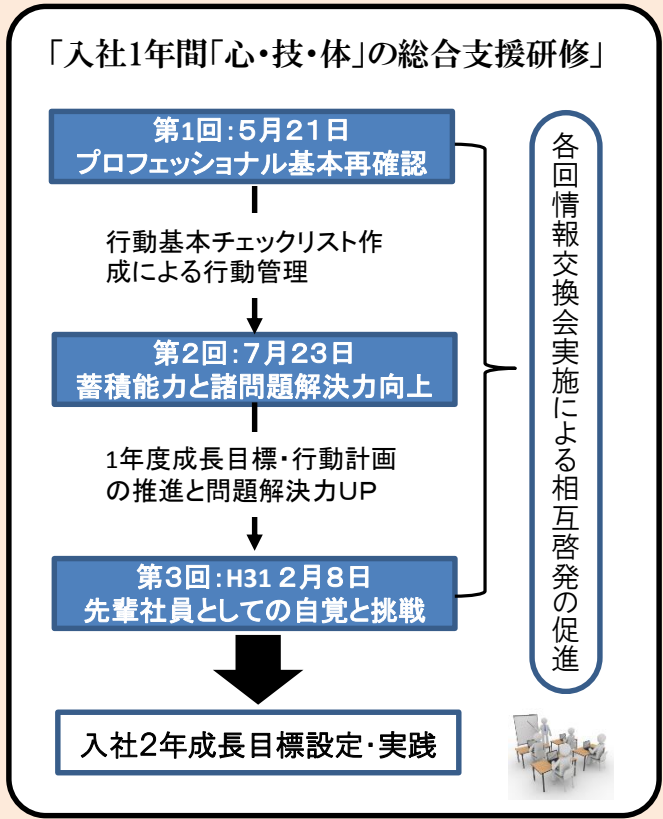 「入社1年間「心・技・体」の総合支援研修」
第1回：５月２１日
プロフェッショナル基本再確認
行動基本チェックリスト作
成による行動管理
第２回：７月２３日
蓄積能力と諸問題解決力向上
1年度成長目標・行動計画
の推進と問題解決力ＵＰ
第３回：H31 ２月８日
先輩社員としての自覚と挑戦
入社２年成長目標設定・実践
各回情報交換会実施による相互啓発の促進